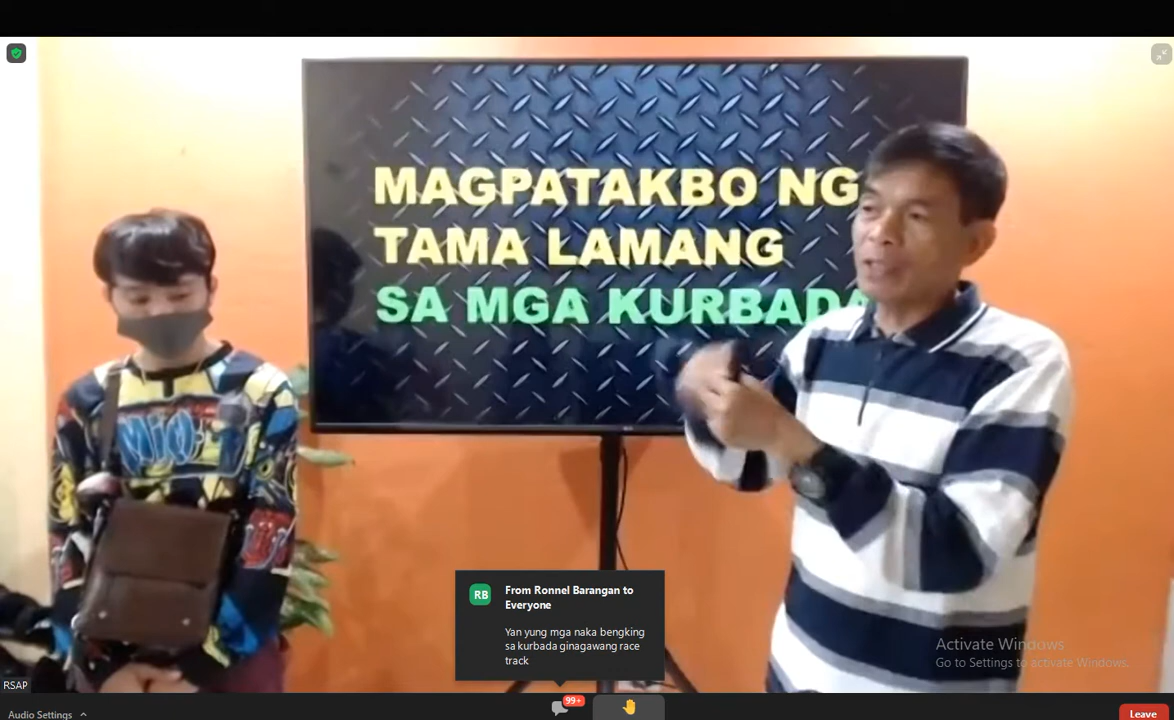 MAGPATAKBO NG
TAMA LAMANG
SA MGA KURBADA
RB
From Ronnel Barangan to
Everyone
Yan yung mga naka bengking
sa kurbada ginagawang race
track
Activate Windows
Go to Settings to activate Windows.
RSAP
99+
Audio Settings
Leave